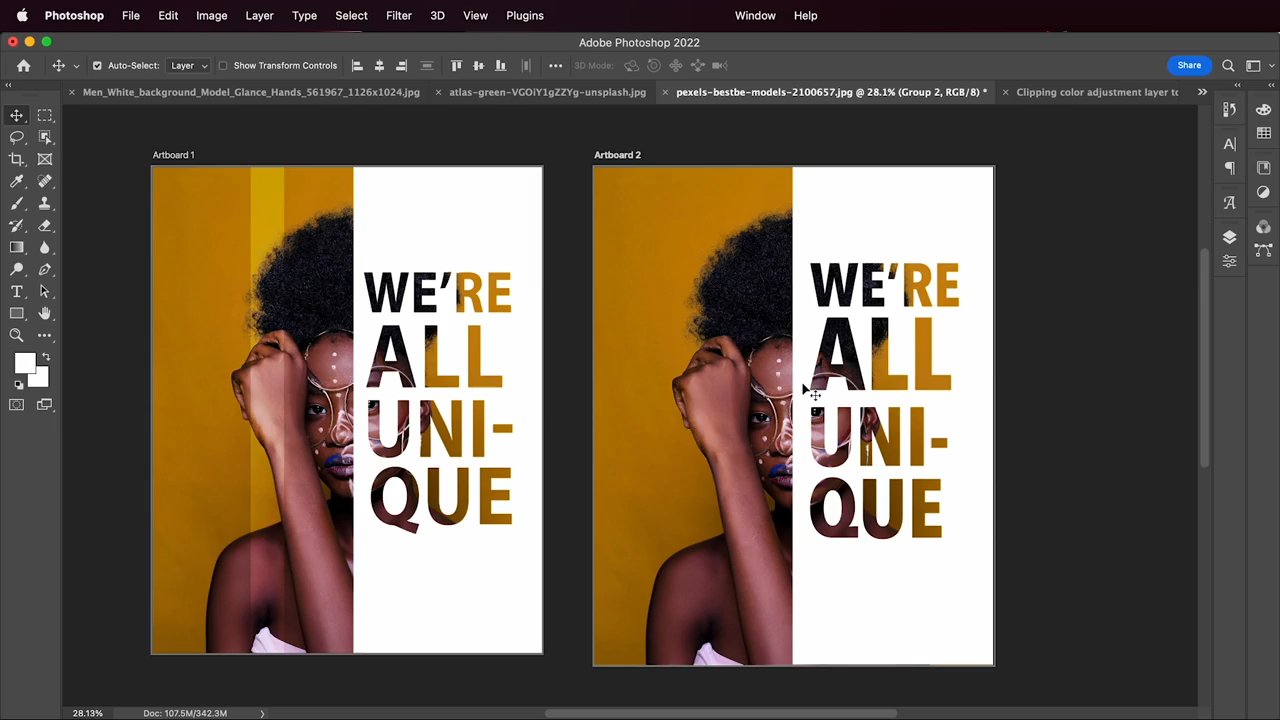 Photoshop File Edit Image Layer Type Select Filter 3D View Plugins Window Help
Adobe Photoshop 2022
Auto-Select: Layer Show Transform Controls 3D Mode: Share
Men_White_background_Model_Glance_Hands_561967_1126x1024.jpg atlas-green-VGOiY1gZZYg-unsplash.jpg pexels-bestbe-models-2100657.jpg @ 28.1% (Group 2, RGB/8) * Clipping color adjustment layer to
Artboard 1
WE'RE
ALL
UNI-
QUE
Artboard 2
WE‘RE
ALL
UNI-
QUE
28.13% Doc: 107.5M/342.3M